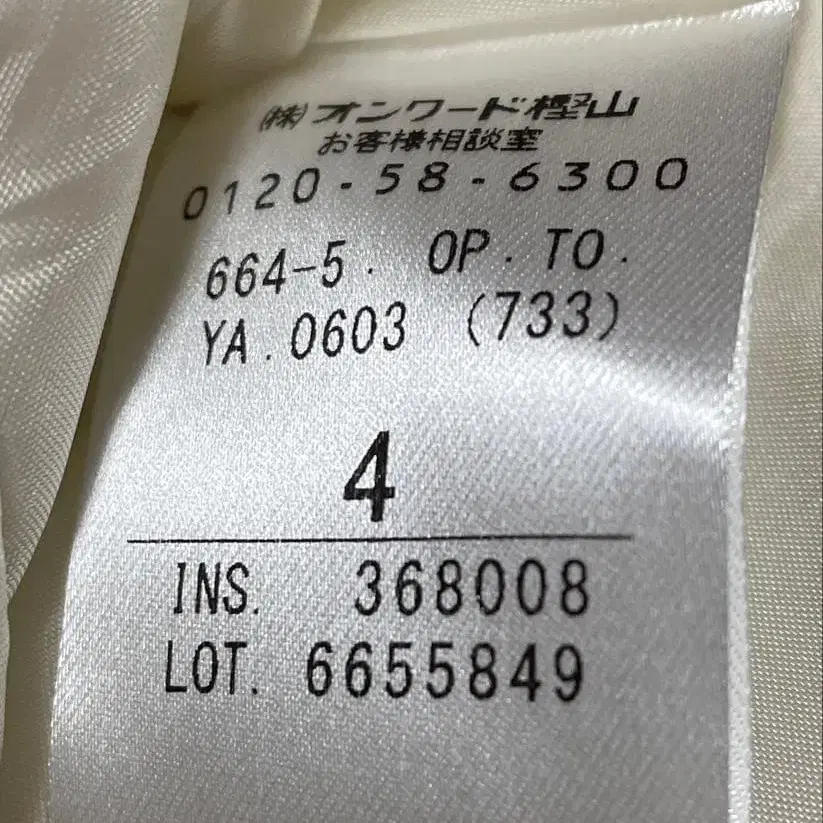 ㈱オンワード樫山
お客様相談室
0120-58-6300
664-5. OP. TO.
YA.0603 (733)
4
INS. 368008
LOT. 6655849